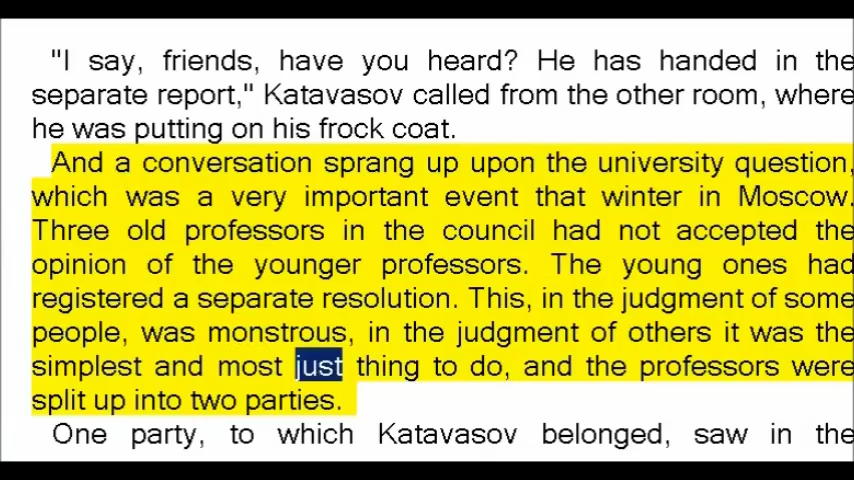 "I say, friends, have you heard? He has handed in the
separate report," Katavasov called from the other room, where
he was putting on his frock coat.
And a conversation sprang up upon the university question,
which was a very important event that winter in Moscow.
Three old professors in the council had not accepted the
opinion of the younger professors. The young ones had
registered a separate resolution. This, in the judgment of some
people, was monstrous, in the judgment of others it was the
simplest and most just thing to do, and the professors were
split up into two parties.
One party, to which Katavasov belonged, saw in the